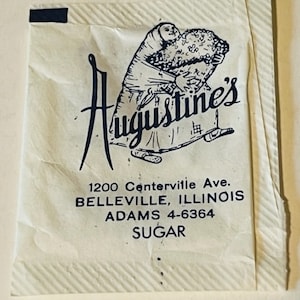 Augustine's
1200 Centerville Ave.
BELLEVILLE, ILLINOIS
ADAMS 4-6364
SUGAR